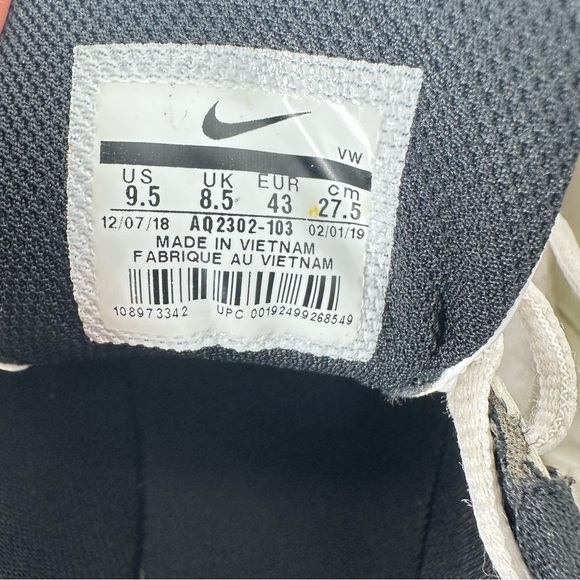 VW
US UK EUR cm
9.5 8.5 43 27.5
12/07/18 AQ2302-103 02/01/19
MADE IN VIETNAM
FABRIQUE AU VIETNAM
108973342 UPC 00192499268549